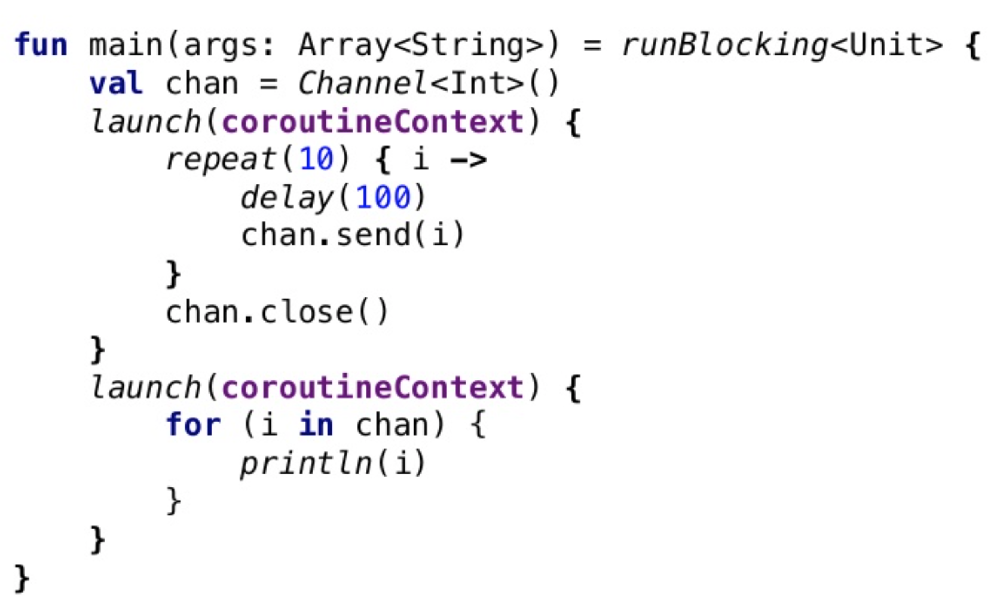 fun main(args: Array<String>) = runBlocking<Unit> {
    val chan = Channel<Int>()
    launch(coroutineContext) {
        repeat(10) { i ->
            delay(100)
            chan.send(i)
        }
        chan.close()
    }
    launch(coroutineContext) {
        for (i in chan) {
            println(i)
        }
    }
}